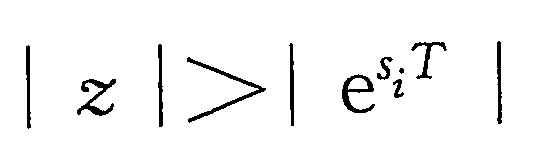 | z |>| e^{s_i T} |